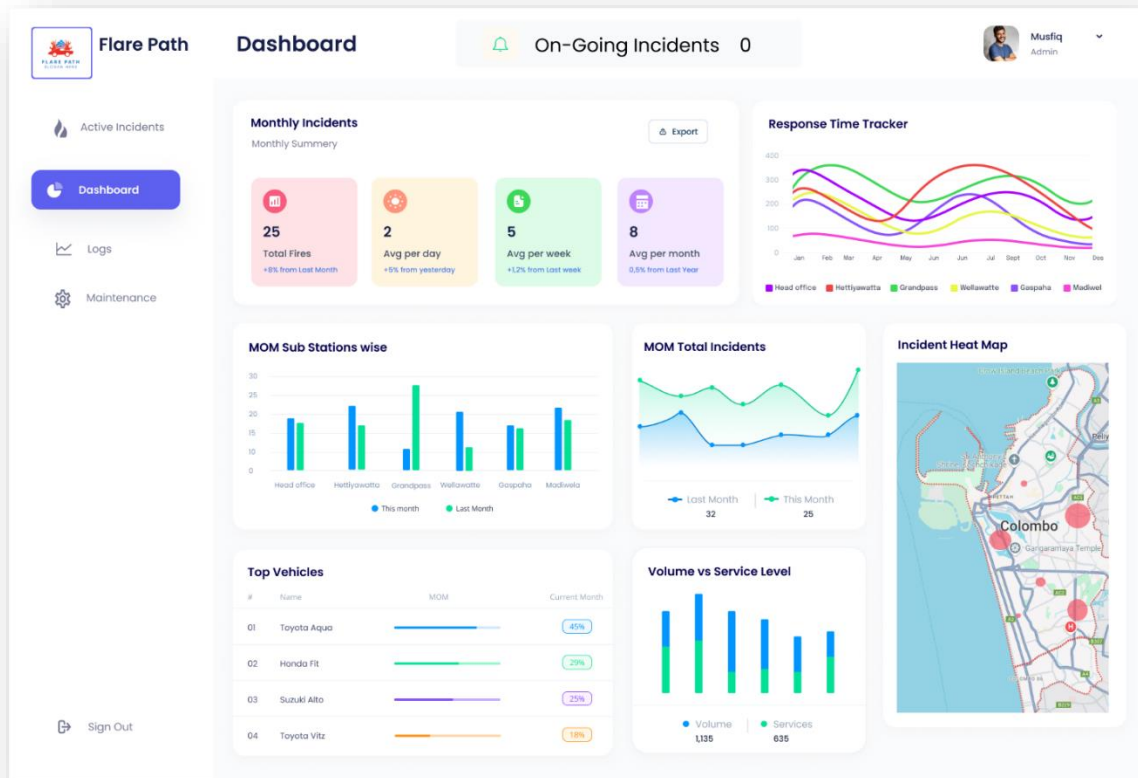 FLARE PATH
Flare Path
Dashboard
On-Going Incidents 0
Musfiq
Admin
Active Incidents
Dashboard
Logs
Maintenance
Sign Out
Monthly Incidents
Monthly Summery
Export
25
Total Fires
+8% from Last Month
2
Avg per day
+5% from yesterday
5
Avg per week
+1,2% from Last week
8
Avg per month
0,5% from Last Year
Response Time Tracker
400
300
200
100
0
Jan Feb Mar Apr May Jun Jun Jul Sept Oct Nov Des
Head office Hettiyawatta Grandpass Wellawatte Gaspaha Madiwel
MOM Sub Stations wise
30
25
20
15
10
0
Head office Hettiyawatta Grandpass Wellawatte Gaspaha Madiwela
This month Last Month
MOM Total Incidents
Last Month This Month
32 25
Incident Heat Map
PETTAH
Peliy
Colombo
Gangaramaya Temple
M
Top Vehicles
# Name MOM Current Month
01 Toyota Aqua 45%
02 Honda Fit 29%
03 Suzuki Alto 25%
04 Toyota Vitz 18%
Volume vs Service Level
Volume Services
1,135 635